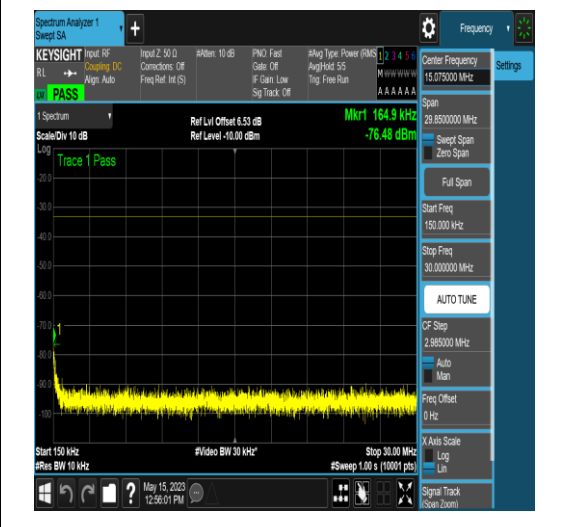 Spectrum Analyzer 1
Swept SA
+
Frequency
KEYSIGHT
RL
PASS
Input: RF
Coupling: DC
Align: Auto
Input Z: 50 Ω
Corrections: Off
Freq Ref: Int (S)
#Atten: 10 dB
PNO: Fast
Gate: Off
IF Gain: Low
Sig Track: Off
#Avg Type: Power (RMS
Avg|Hold: 5/5
Trig: Free Run
1 2 3 4 5 6
M w w w w w
A A A A A A
1 Spectrum
Scale/Div 10 dB
Ref Lvl Offset 6.53 dB
Ref Level -10.00 dBm
Mkr1 164.9 kHz
-76.48 dBm
Log
Trace 1 Pass
-20.0
-30.0
-40.0
-50.0
-60.0
-70.0
-80.0
-90.0
-100
1
Start 150 kHz
#Res BW 10 kHz
#Video BW 30 kHz*
Stop 30.00 MHz
#Sweep 1.00 s (10001 pts)
May 15, 2023
12:56:01 PM
?
Center Frequency
15.075000 MHz
Settings
Span
29.8500000 MHz
Swept Span
Zero Span
Full Span
Start Freq
150.000 kHz
Stop Freq
30.000000 MHz
AUTO TUNE
CF Step
2.985000 MHz
Auto
Man
Freq Offset
0 Hz
X Axis Scale
Log
Lin
Signal Track
(Span Zoom)